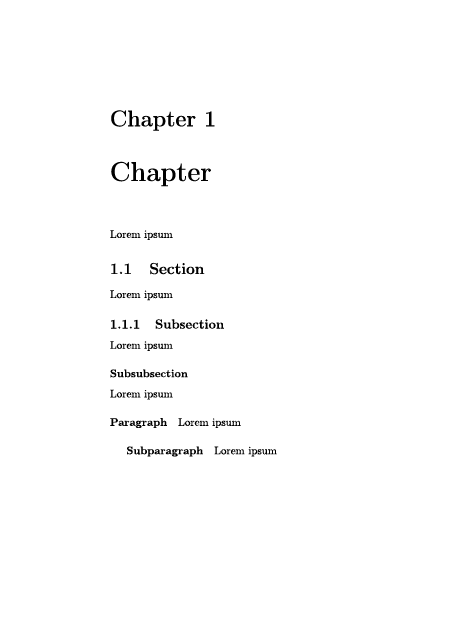 Chapter 1
Chapter
Lorem ipsum
1.1 Section
Lorem ipsum
1.1.1 Subsection
Lorem ipsum
Subsubsection
Lorem ipsum
Paragraph Lorem ipsum
Subparagraph Lorem ipsum